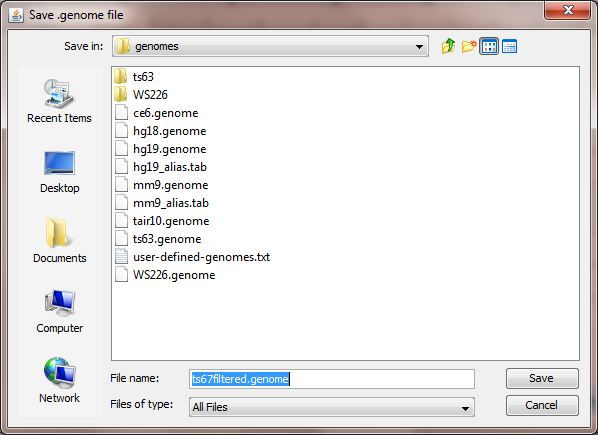 Save .genome file
Save in: genomes
Recent Items
Desktop
Documents
Computer
Network
ts63
WS226
ce6.genome
hg18.genome
hg19.genome
hg19_alias.tab
mm9.genome
mm9_alias.tab
tair10.genome
ts63.genome
user-defined-genomes.txt
WS226.genome
File name: ts67filtered.genome Save
Files of type: All Files Cancel